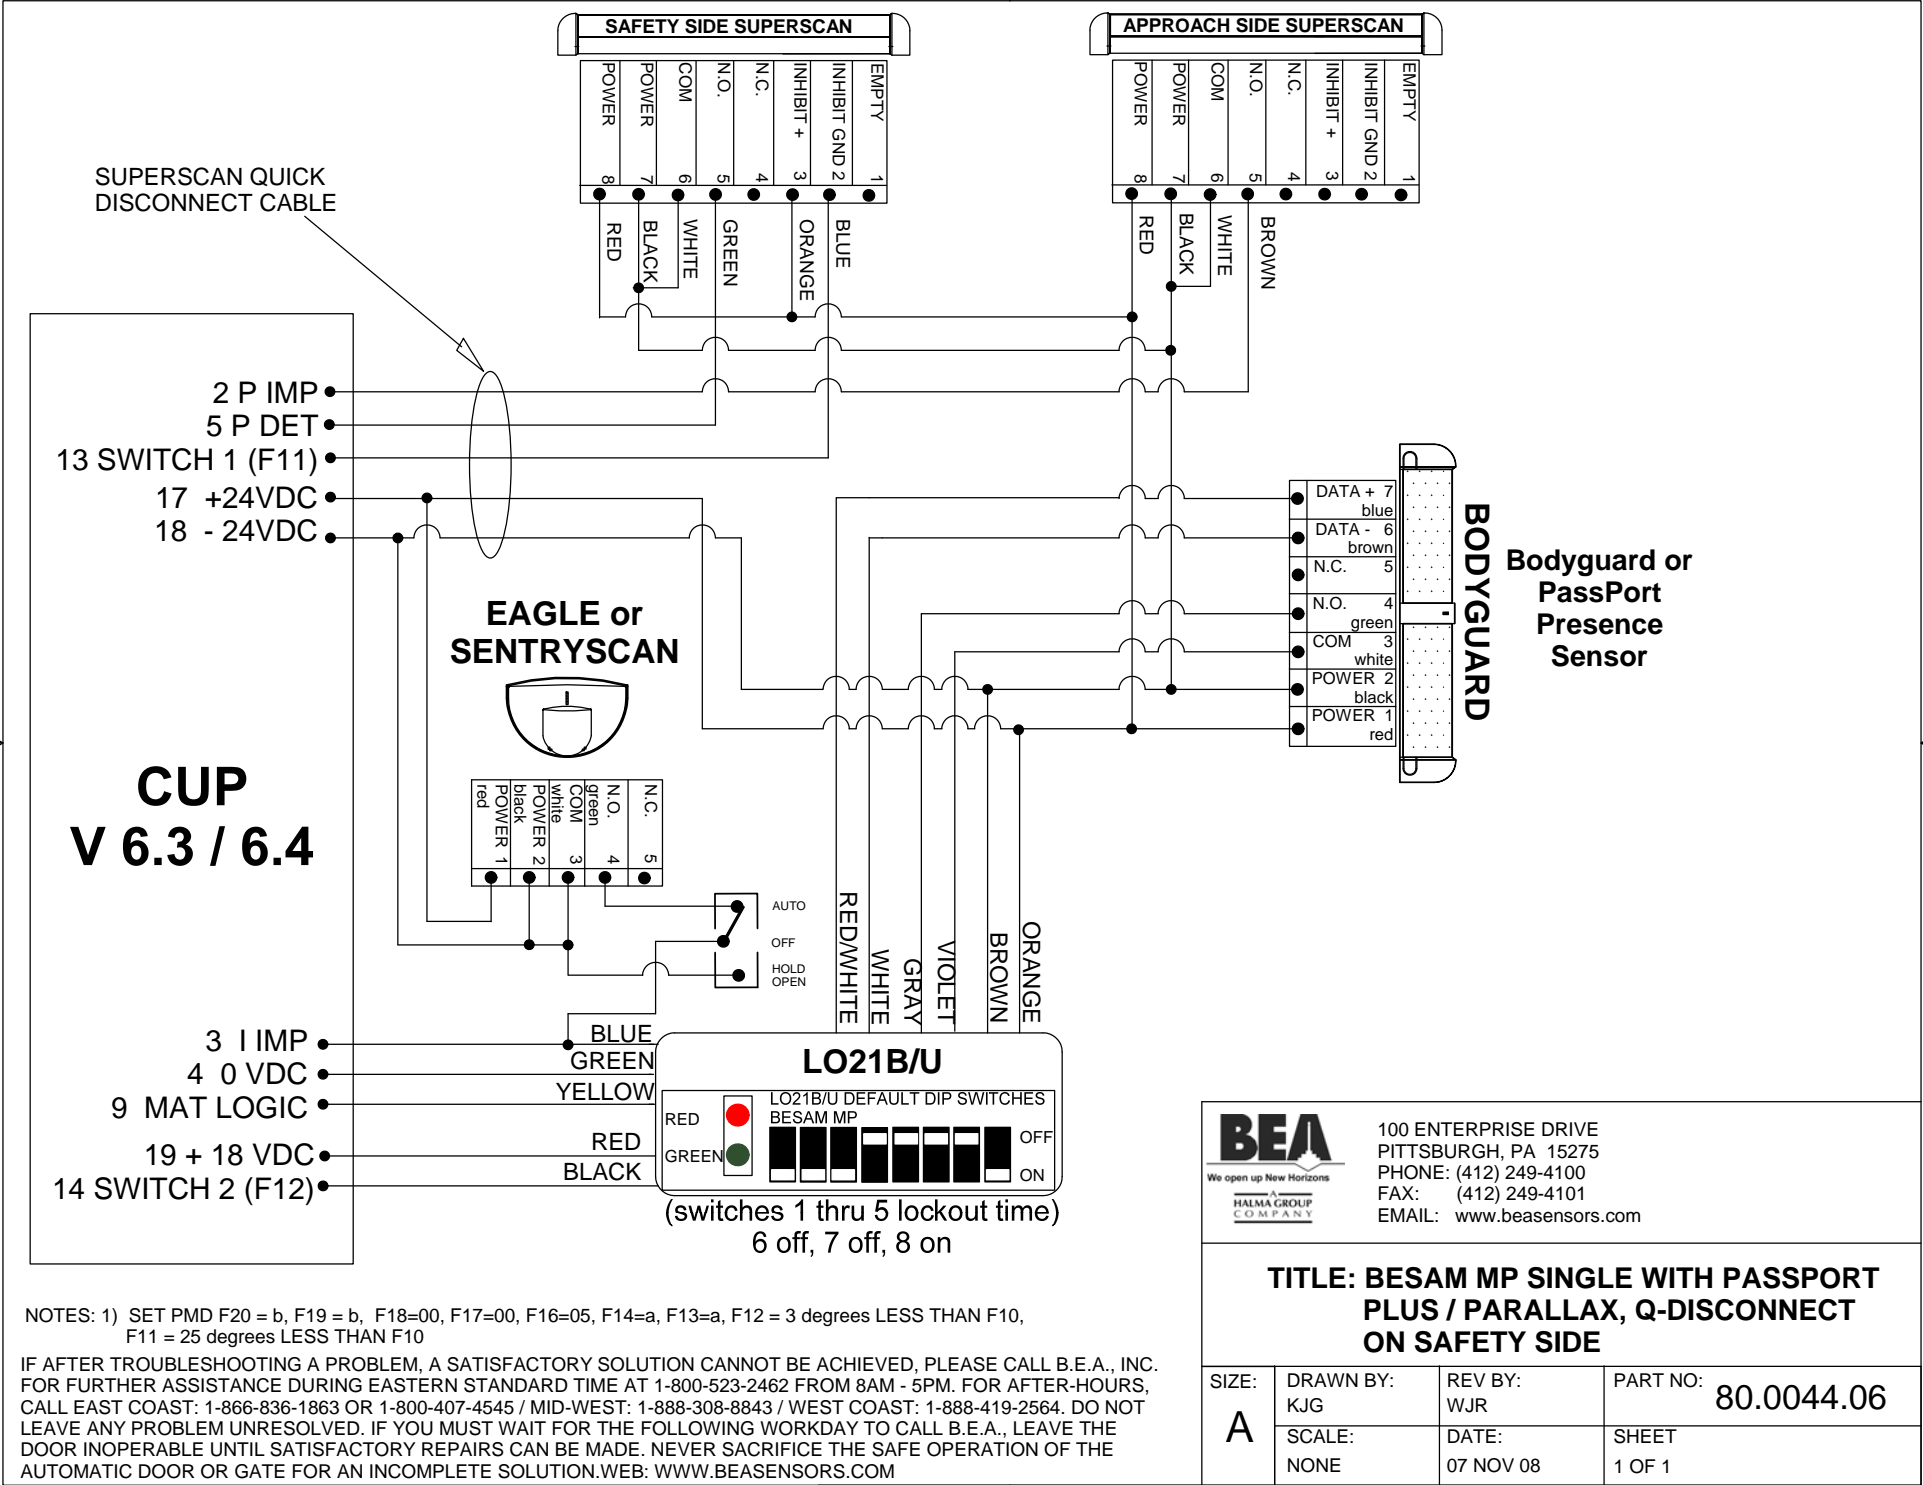 SAFETY SIDE SUPERSCAN
POWER 8
POWER 7
COM 6
N.O. 5
N.C. 4
INHIBIT + 3
INHIBIT GND 2
EMPTY 1
RED
BLACK
WHITE
GREEN
ORANGE
BLUE
APPROACH SIDE SUPERSCAN
POWER 8
POWER 7
COM 6
N.O. 5
N.C. 4
INHIBIT + 3
INHIBIT GND 2
EMPTY 1
RED
BLACK
WHITE
BROWN
SUPERSCAN QUICK
DISCONNECT CABLE
2 P IMP
5 P DET
13 SWITCH 1 (F11)
17 +24VDC
18 - 24VDC
CUP
V 6.3 / 6.4
3 I IMP
4 0 VDC
9 MAT LOGIC
19 + 18 VDC
14 SWITCH 2 (F12)
EAGLE or
SENTRYSCAN
POWER 1
red
POWER 2
black
COM 3
white
N.O. 4
green
N.C. 5
AUTO
OFF
HOLD
OPEN
DATA + 7
blue
DATA - 6
brown
N.C. 5
N.O. 4
green
COM 3
white
POWER 2
black
POWER 1
red
BODYGUARD
Bodyguard or
PassPort
Presence
Sensor
RED/WHITE
WHITE
GRAY
VIOLET
BROWN
ORANGE
BLUE
GREEN
YELLOW
RED
BLACK
LO21B/U
LO21B/U DEFAULT DIP SWITCHES
BESAM MP
RED
GREEN
OFF
ON
(switches 1 thru 5 lockout time)
6 off, 7 off, 8 on
NOTES: 1) SET PMD F20 = b, F19 = b, F18=00, F17=00, F16=05, F14=a, F13=a, F12 = 3 degrees LESS THAN F10,
F11 = 25 degrees LESS THAN F10
IF AFTER TROUBLESHOOTING A PROBLEM, A SATISFACTORY SOLUTION CANNOT BE ACHIEVED, PLEASE CALL B.E.A., INC.
FOR FURTHER ASSISTANCE DURING EASTERN STANDARD TIME AT 1-800-523-2462 FROM 8AM - 5PM. FOR AFTER-HOURS,
CALL EAST COAST: 1-866-836-1863 OR 1-800-407-4545 / MID-WEST: 1-888-308-8843 / WEST COAST: 1-888-419-2564. DO NOT
LEAVE ANY PROBLEM UNRESOLVED. IF YOU MUST WAIT FOR THE FOLLOWING WORKDAY TO CALL B.E.A., LEAVE THE
DOOR INOPERABLE UNTIL SATISFACTORY REPAIRS CAN BE MADE. NEVER SACRIFICE THE SAFE OPERATION OF THE
AUTOMATIC DOOR OR GATE FOR AN INCOMPLETE SOLUTION.WEB: WWW.BEASENSORS.COM
BEA
We open up New Horizons
A
HALMA GROUP
COMPANY
100 ENTERPRISE DRIVE
PITTSBURGH, PA 15275
PHONE: (412) 249-4100
FAX: (412) 249-4101
EMAIL: www.beasensors.com
TITLE: BESAM MP SINGLE WITH PASSPORT
PLUS / PARALLAX, Q-DISCONNECT
ON SAFETY SIDE
SIZE:
A
DRAWN BY:
KJG
REV BY:
WJR
PART NO: 80.0044.06
SCALE:
NONE
DATE:
07 NOV 08
SHEET
1 OF 1